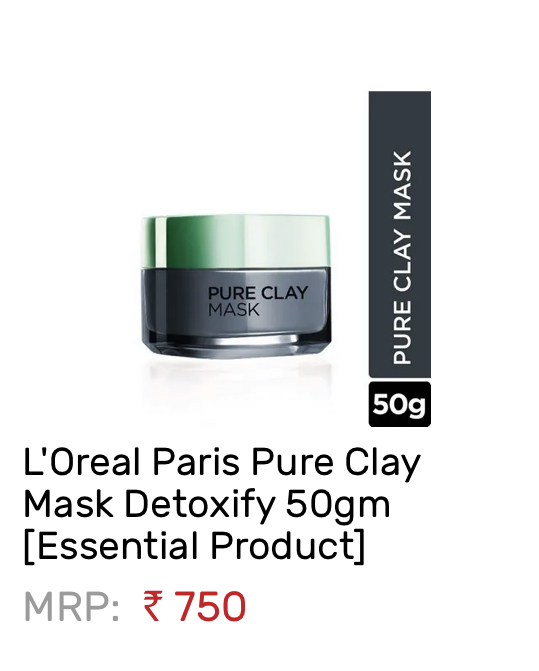 PURE CLAY
MASK
PURE CLAY MASK
50g
L'Oreal Paris Pure Clay
Mask Detoxify 50gm
[Essential Product]
MRP: ₹ 750